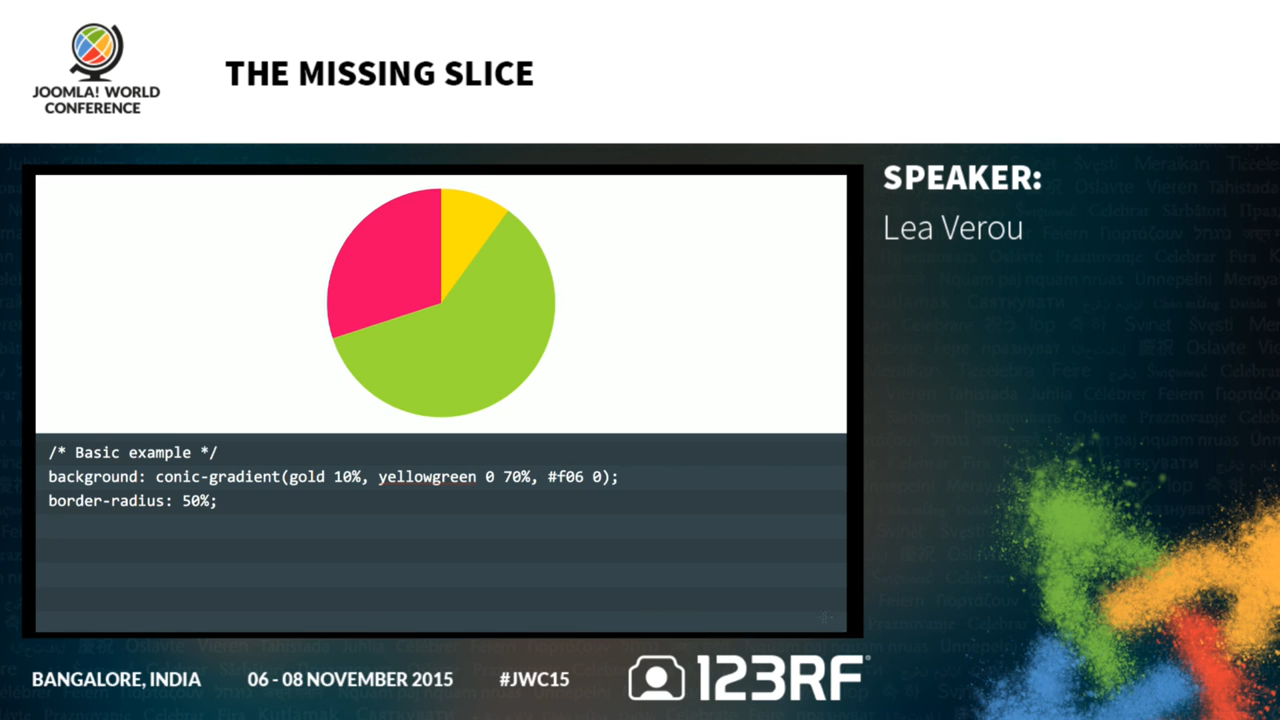 JOOMLA! WORLD
CONFERENCE
THE MISSING SLICE
SPEAKER:
Lea Verou
/* Basic example */
background: conic-gradient(gold 10%, yellowgreen 0 70%, #f06 0);
border-radius: 50%;
BANGALORE, INDIA
06 - 08 NOVEMBER 2015
#JWC15
123RF®